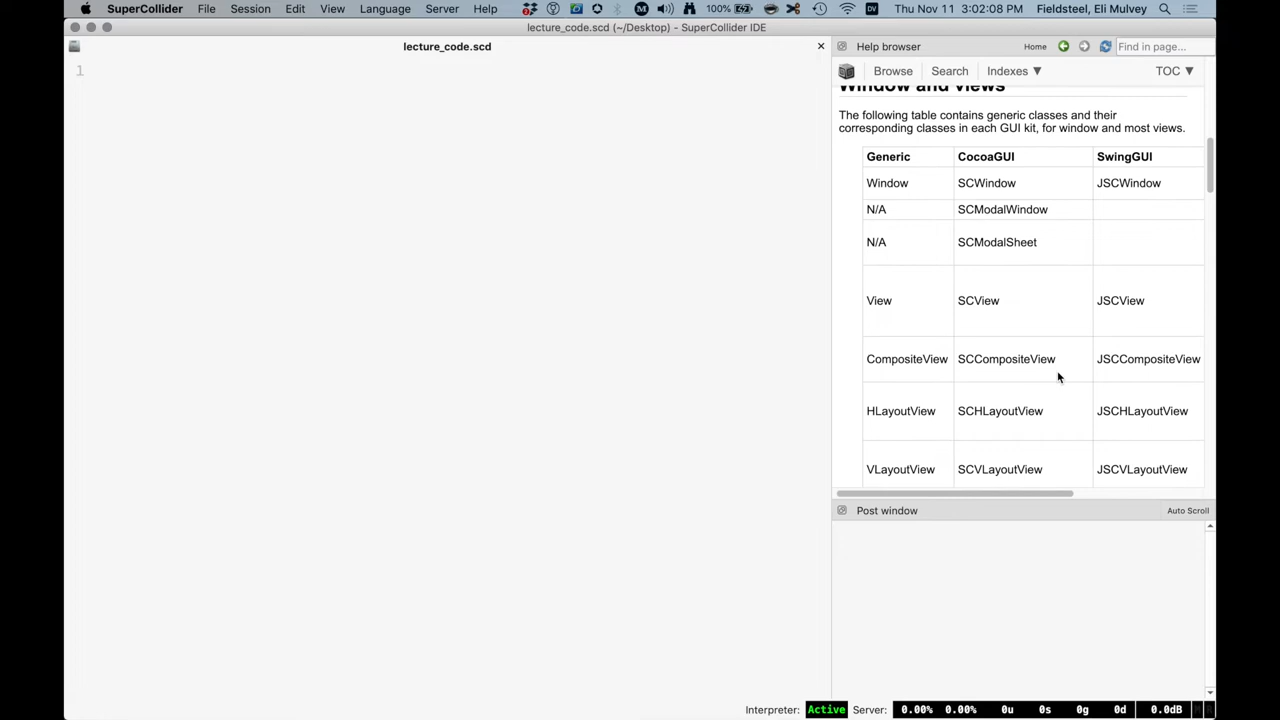 SuperCollider File Session Edit View Language Server Help 100% Thu Nov 11 3:02:08 PM Fieldsteel, Eli Mulvey
lecture_code.scd (~/Desktop) - SuperCollider IDE
lecture_code.scd
Help browser Home Find in page...
1
Browse Search Indexes ▼ TOC ▼
Window and views
The following table contains generic classes and their
corresponding classes in each GUI kit, for window and most views.
Generic CocoaGUI SwingGUI
Window SCWindow JSCWindow
N/A SCModalWindow
N/A SCModalSheet
View SCView JSCView
CompositeView SCCompositeView JSCCompositeView
HLayoutView SCHLayoutView JSCHLayoutView
VLayoutView SCVLayoutView JSCVLayoutView
Post window Auto Scroll
Interpreter: Active Server: 0.00% 0.00% 0u 0s 0g 0d 0.0dB